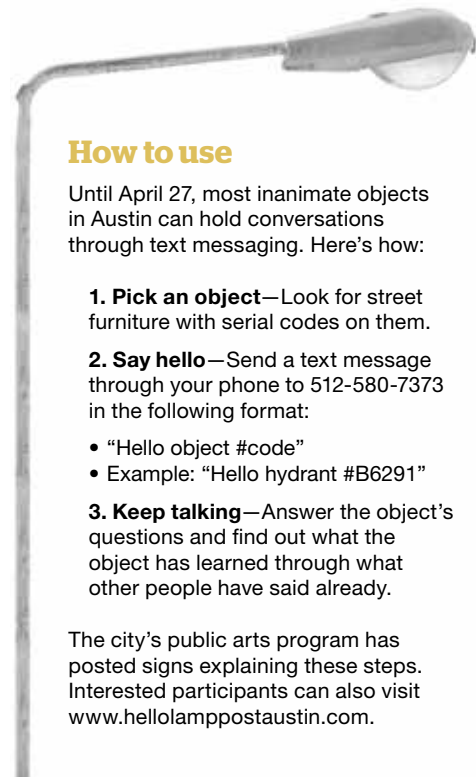 How to use
Until April 27, most inanimate objects
in Austin can hold conversations
through text messaging. Here’s how:
1. Pick an object—Look for street
furniture with serial codes on them.
2. Say hello—Send a text message
through your phone to 512-580-7373
in the following format:
• “Hello object #code”
• Example: “Hello hydrant #B6291”
3. Keep talking—Answer the object’s
questions and find out what the
object has learned through what
other people have said already.
The city’s public arts program has
posted signs explaining these steps.
Interested participants can also visit
www.hellolamppostaustin.com.